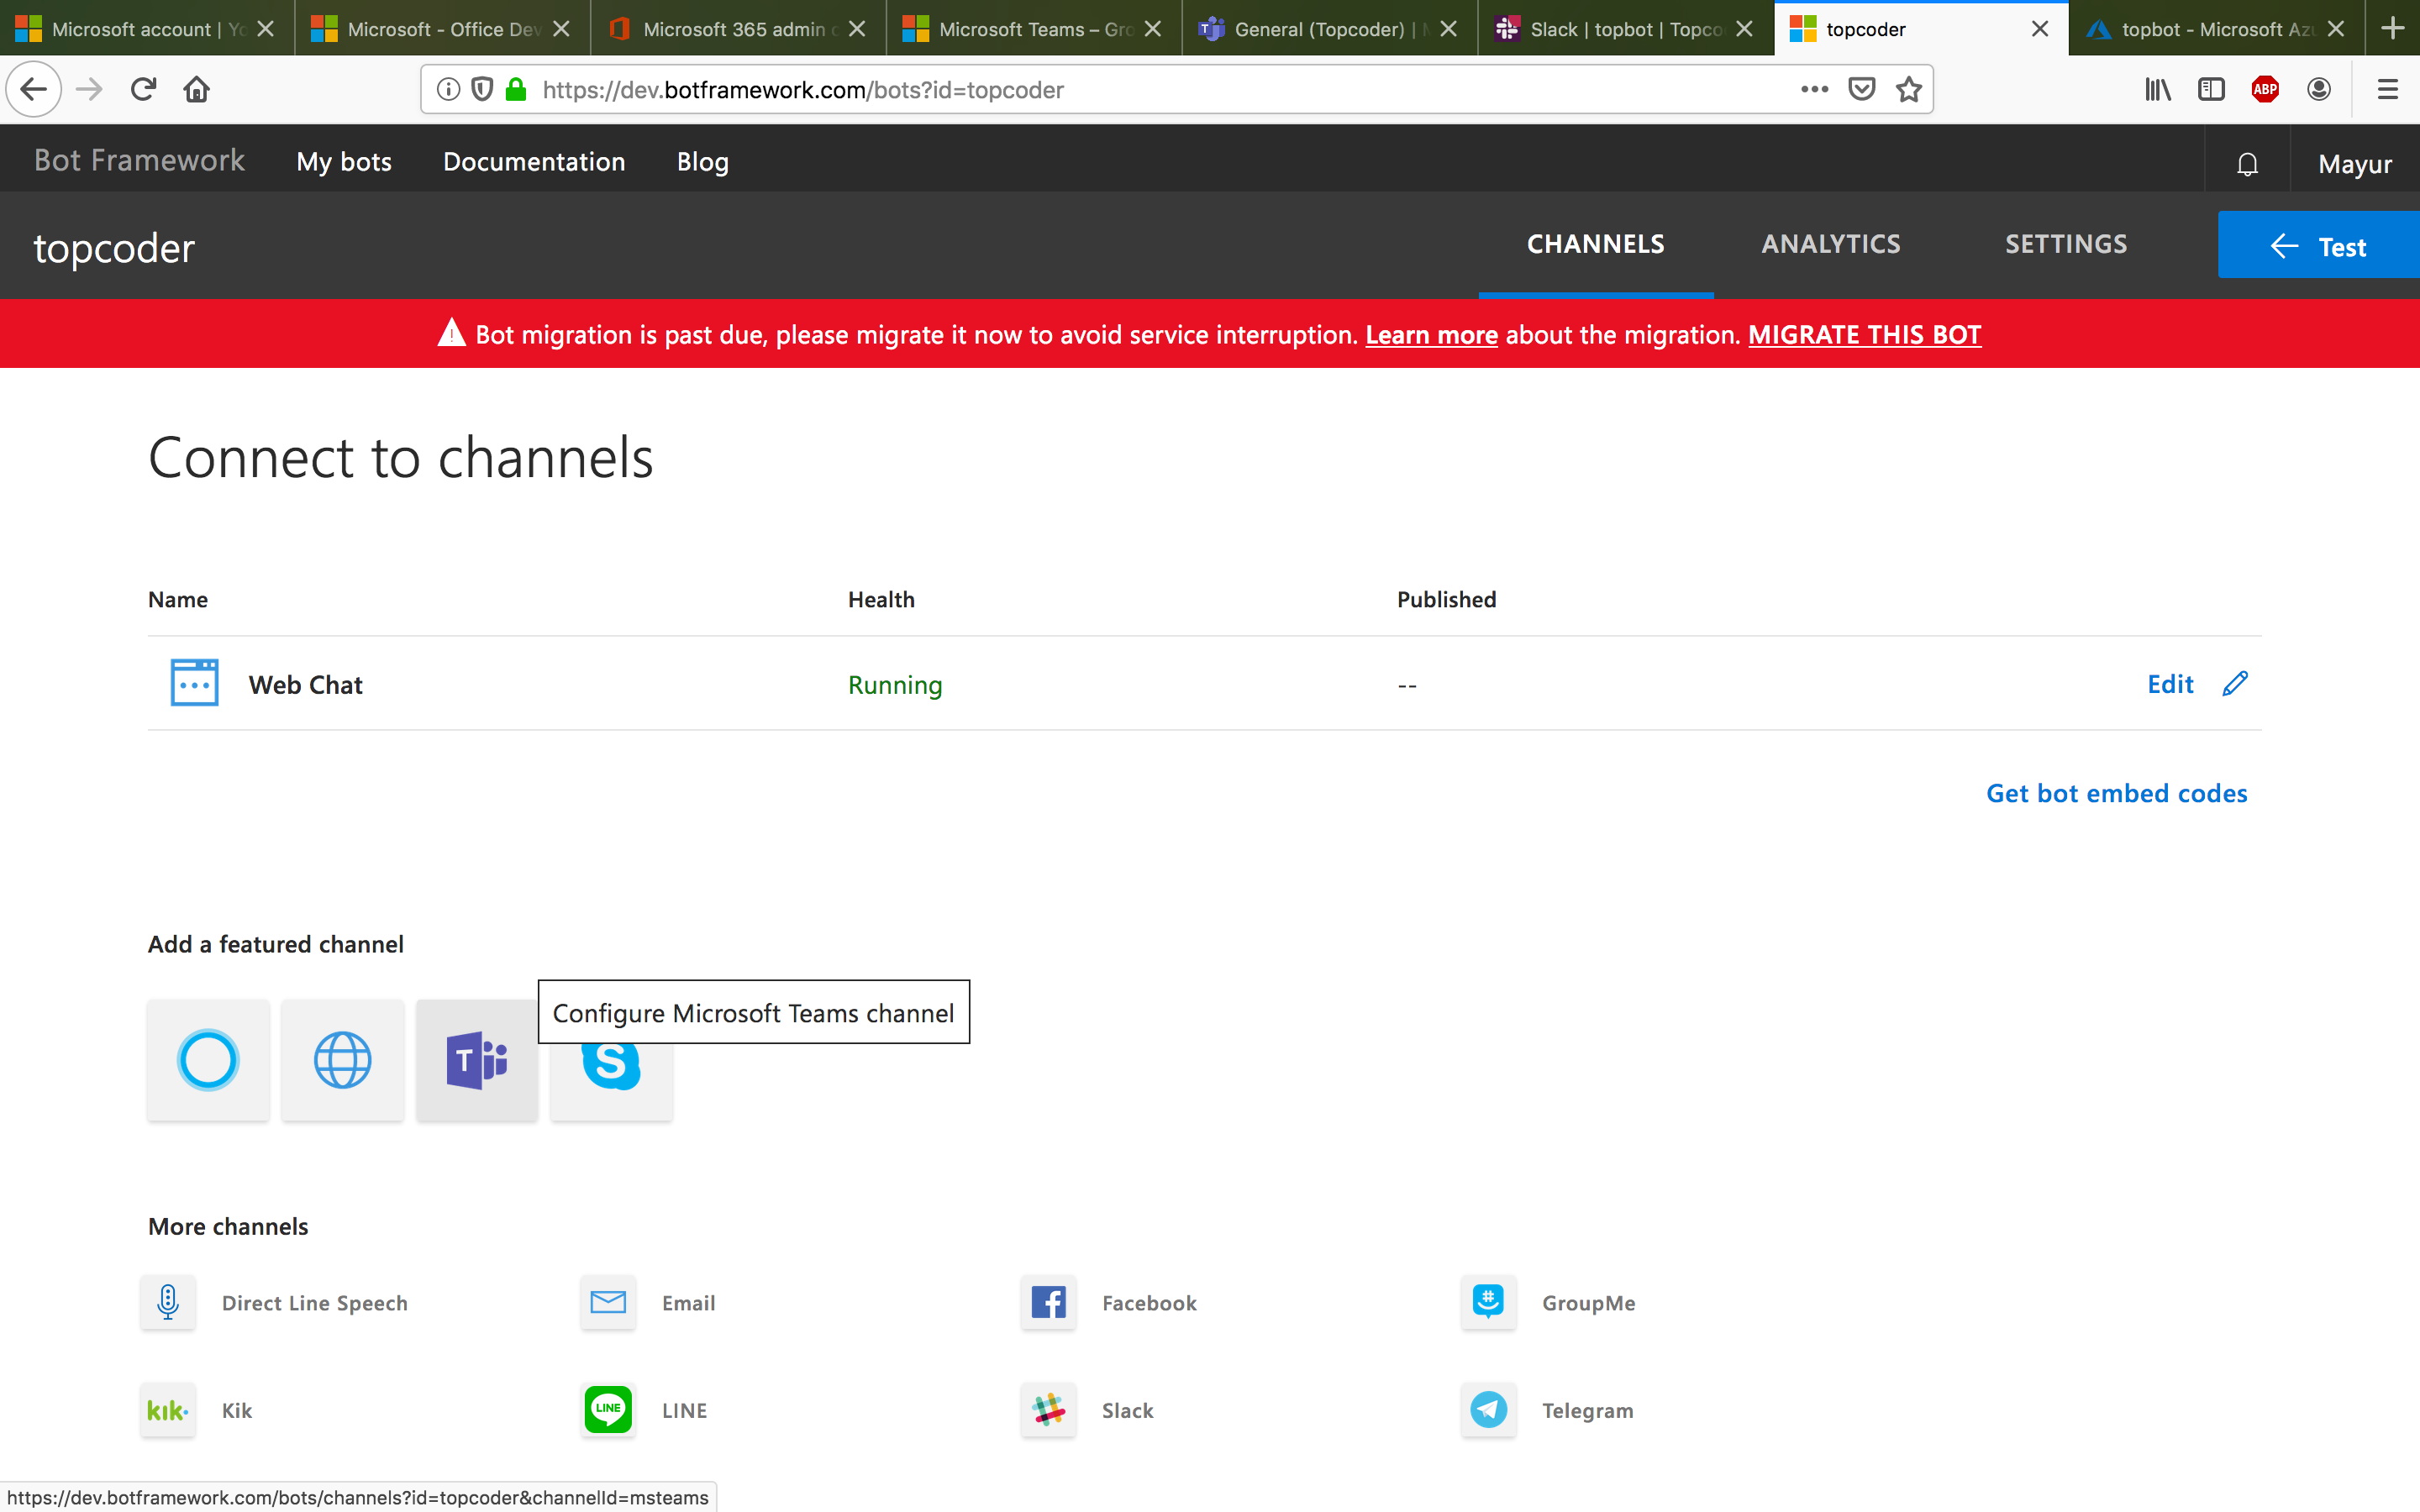 Microsoft account | Yo
Microsoft - Office Dev
Microsoft 365 admin c
Microsoft Teams – Gro
General (Topcoder) | M
Slack | topbot | Topco
topcoder
topbot - Microsoft Azu
https://dev.botframework.com/bots?id=topcoder
ABP
Bot Framework
My bots
Documentation
Blog
Mayur
topcoder
CHANNELS
ANALYTICS
SETTINGS
Test
Bot migration is past due, please migrate it now to avoid service interruption. Learn more about the migration. MIGRATE THIS BOT
Connect to channels
Name
Health
Published
Web Chat
Running
--
Edit
Get bot embed codes
Add a featured channel
Configure Microsoft Teams channel
T
S
More channels
Direct Line Speech
Email
Facebook
GroupMe
kik.
Kik
LINE
LINE
Slack
Telegram
https://dev.botframework.com/bots/channels?id=topcoder&channelId=msteams